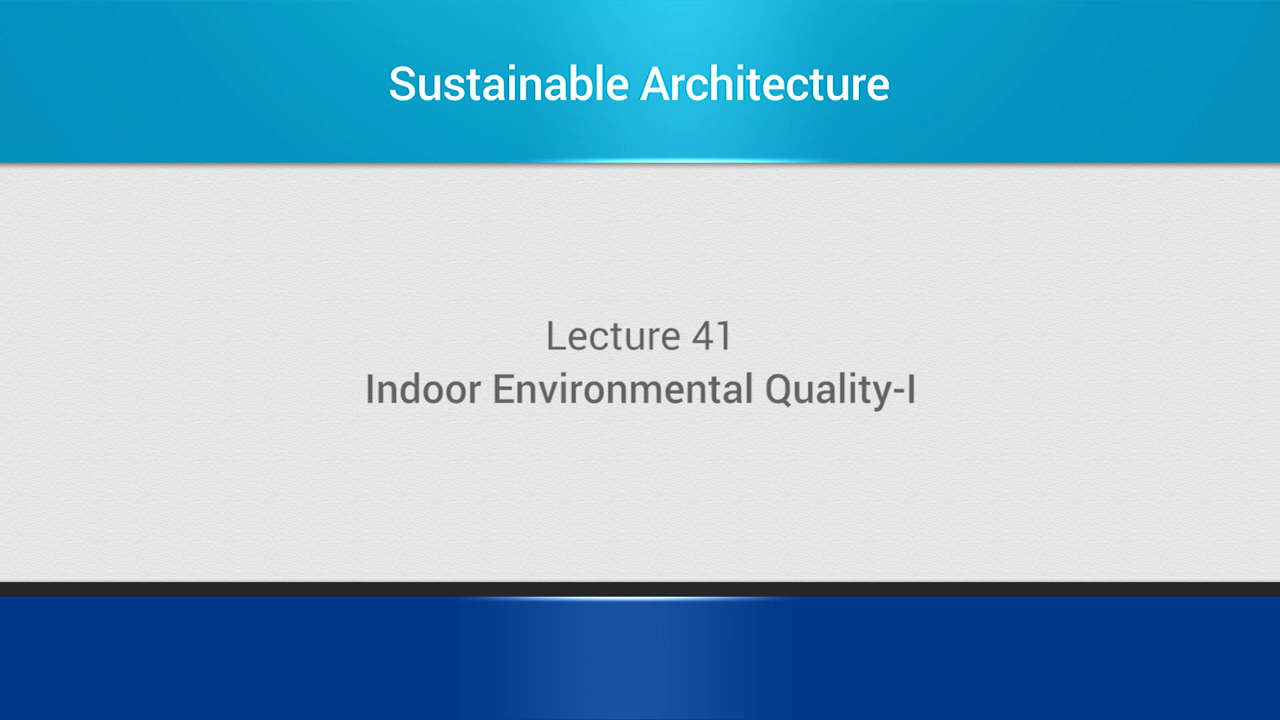 Sustainable Architecture
Lecture 41
Indoor Environmental Quality-I